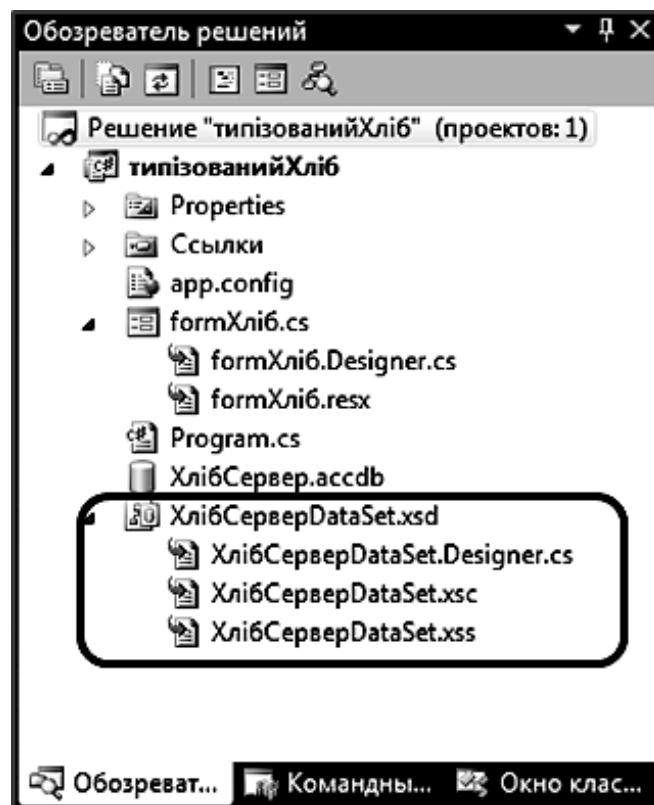 Обозреватель решений
Решение "типізованийХліб" (проектов: 1)
типізованийХліб
Properties
Ссылки
app.config
formХліб.cs
formХліб.Designer.cs
formХліб.resx
Program.cs
ХлібСервер.accdb
ХлібСерверDataSet.xsd
ХлібСерверDataSet.Designer.cs
ХлібСерверDataSet.xsc
ХлібСерверDataSet.xss
Обозреват... Командны... Окно клас...